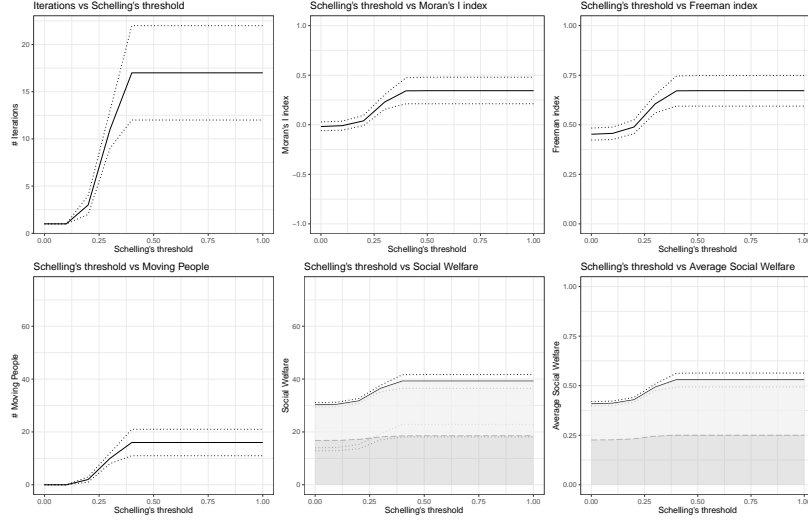 Iterations vs Schelling's threshold
# Iterations
20
15
10
5
0
0.00 0.25 0.50 0.75 1.00
Schelling's threshold
Schelling's threshold vs Moran's I index
Moran's I index
1.0
0.5
0.0
−0.5
−1.0
0.00 0.25 0.50 0.75 1.00
Schelling's threshold
Schelling's threshold vs Freeman index
Freeman index
1.00
0.75
0.50
0.25
0.00
0.00 0.25 0.50 0.75 1.00
Schelling's threshold
Schelling's threshold vs Moving People
# Moving People
60
40
20
0
0.00 0.25 0.50 0.75 1.00
Schelling's threshold
Schelling's threshold vs Social Welfare
Social Welfare
60
40
20
0
0.00 0.25 0.50 0.75 1.00
Schelling's threshold
Schelling's threshold vs Average Social Welfare
Average Social Welfare
1.00
0.75
0.50
0.25
0.00
0.00 0.25 0.50 0.75 1.00
Schelling's threshold